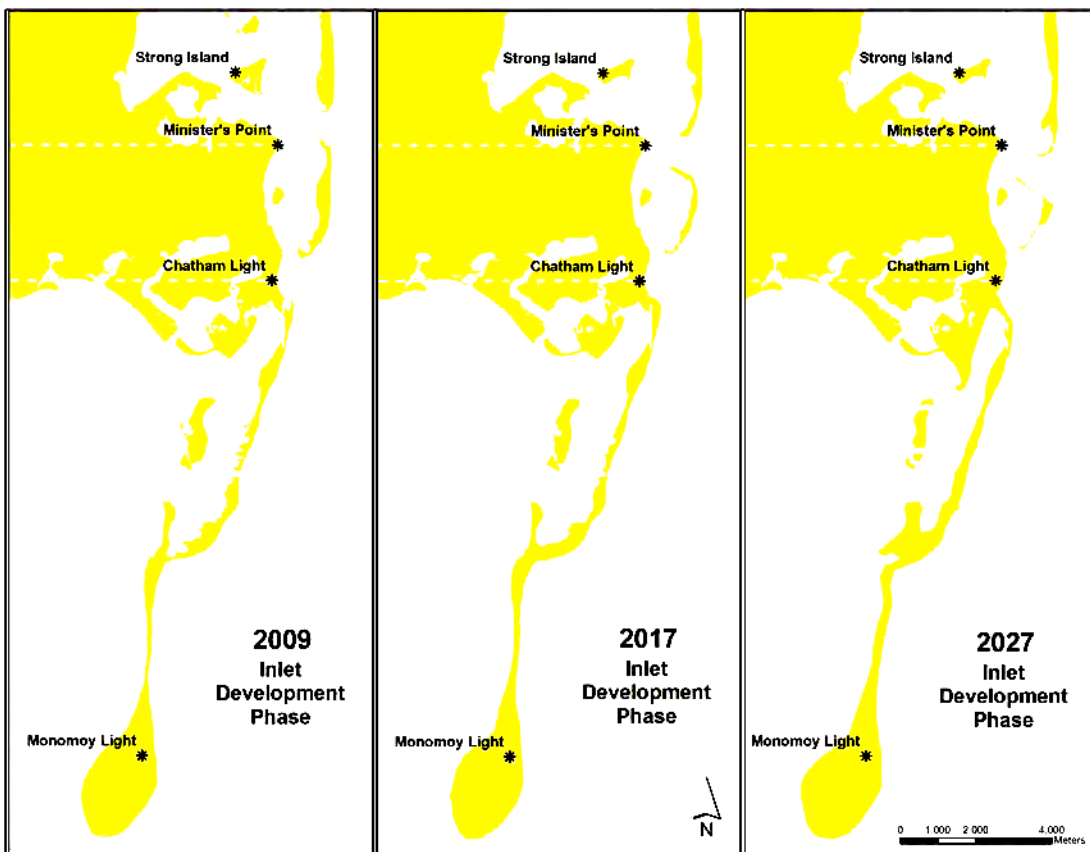 Strong Island
Minister's Point
Chatham Light
2009
Inlet
Development
Phase
Monomoy Light
Strong Island
Minister's Point
Chatham Light
2017
Inlet
Development
Phase
Monomoy Light
N
Strong Island
Minister's Point
Chatham Light
2027
Inlet
Development
Phase
Monomoy Light
0 1 000 2 000 4,000
Meters